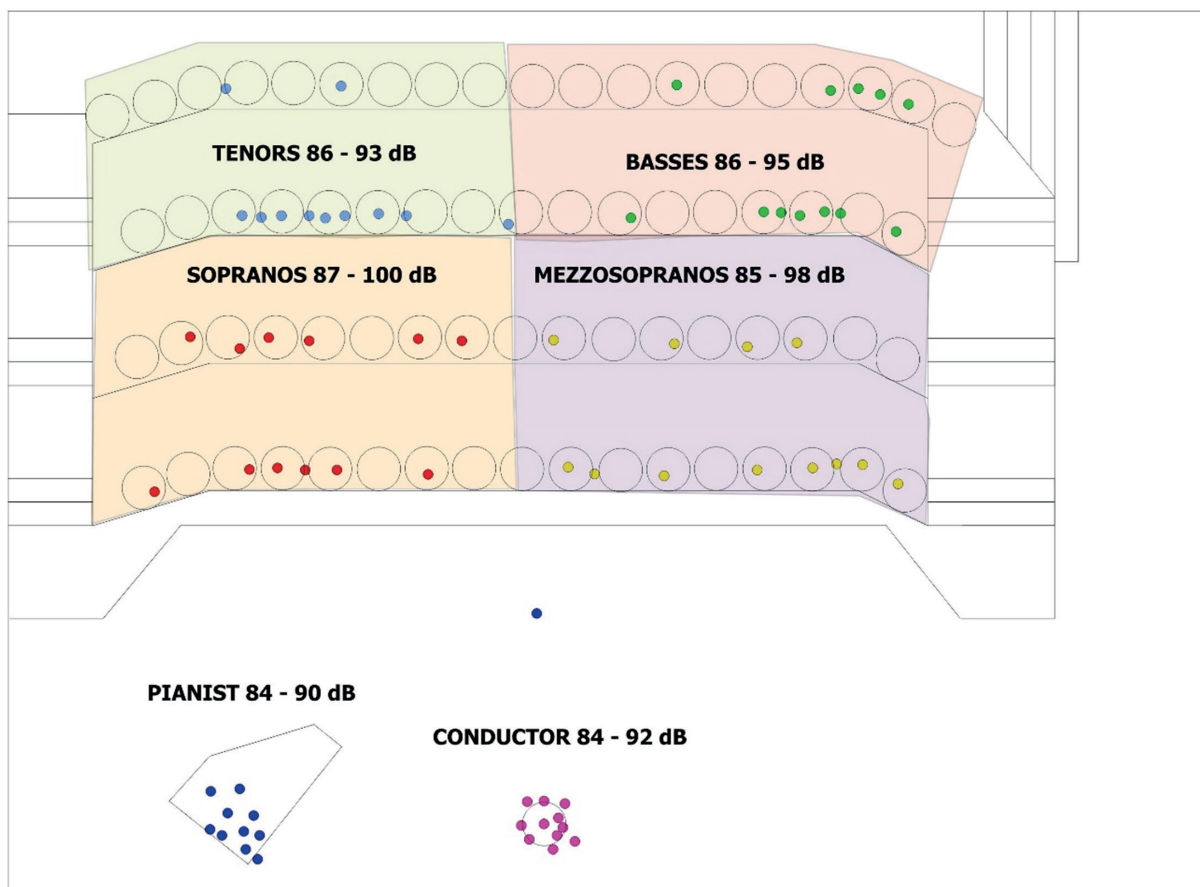 TENORS 86 - 93 dB
BASSES 86 - 95 dB
SOPRANOS 87 - 100 dB
MEZZOSOPRANOS 85 - 98 dB
PIANIST 84 - 90 dB
CONDUCTOR 84 - 92 dB